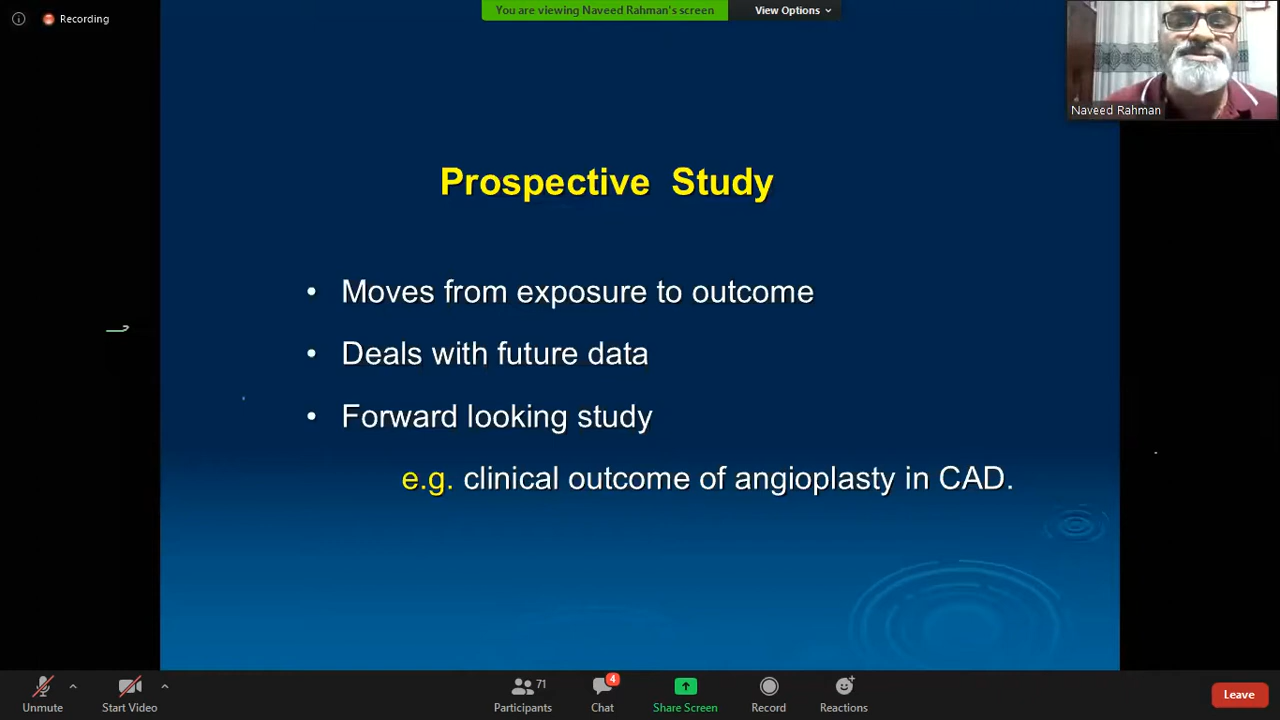 Recording
You are viewing Naveed Rahman's screen
View Options
Naveed Rahman
Prospective Study
• Moves from exposure to outcome
• Deals with future data
• Forward looking study
e.g. clinical outcome of angioplasty in CAD.
Unmute
Start Video
71
Participants
4
Chat
Share Screen
Record
Reactions
Leave